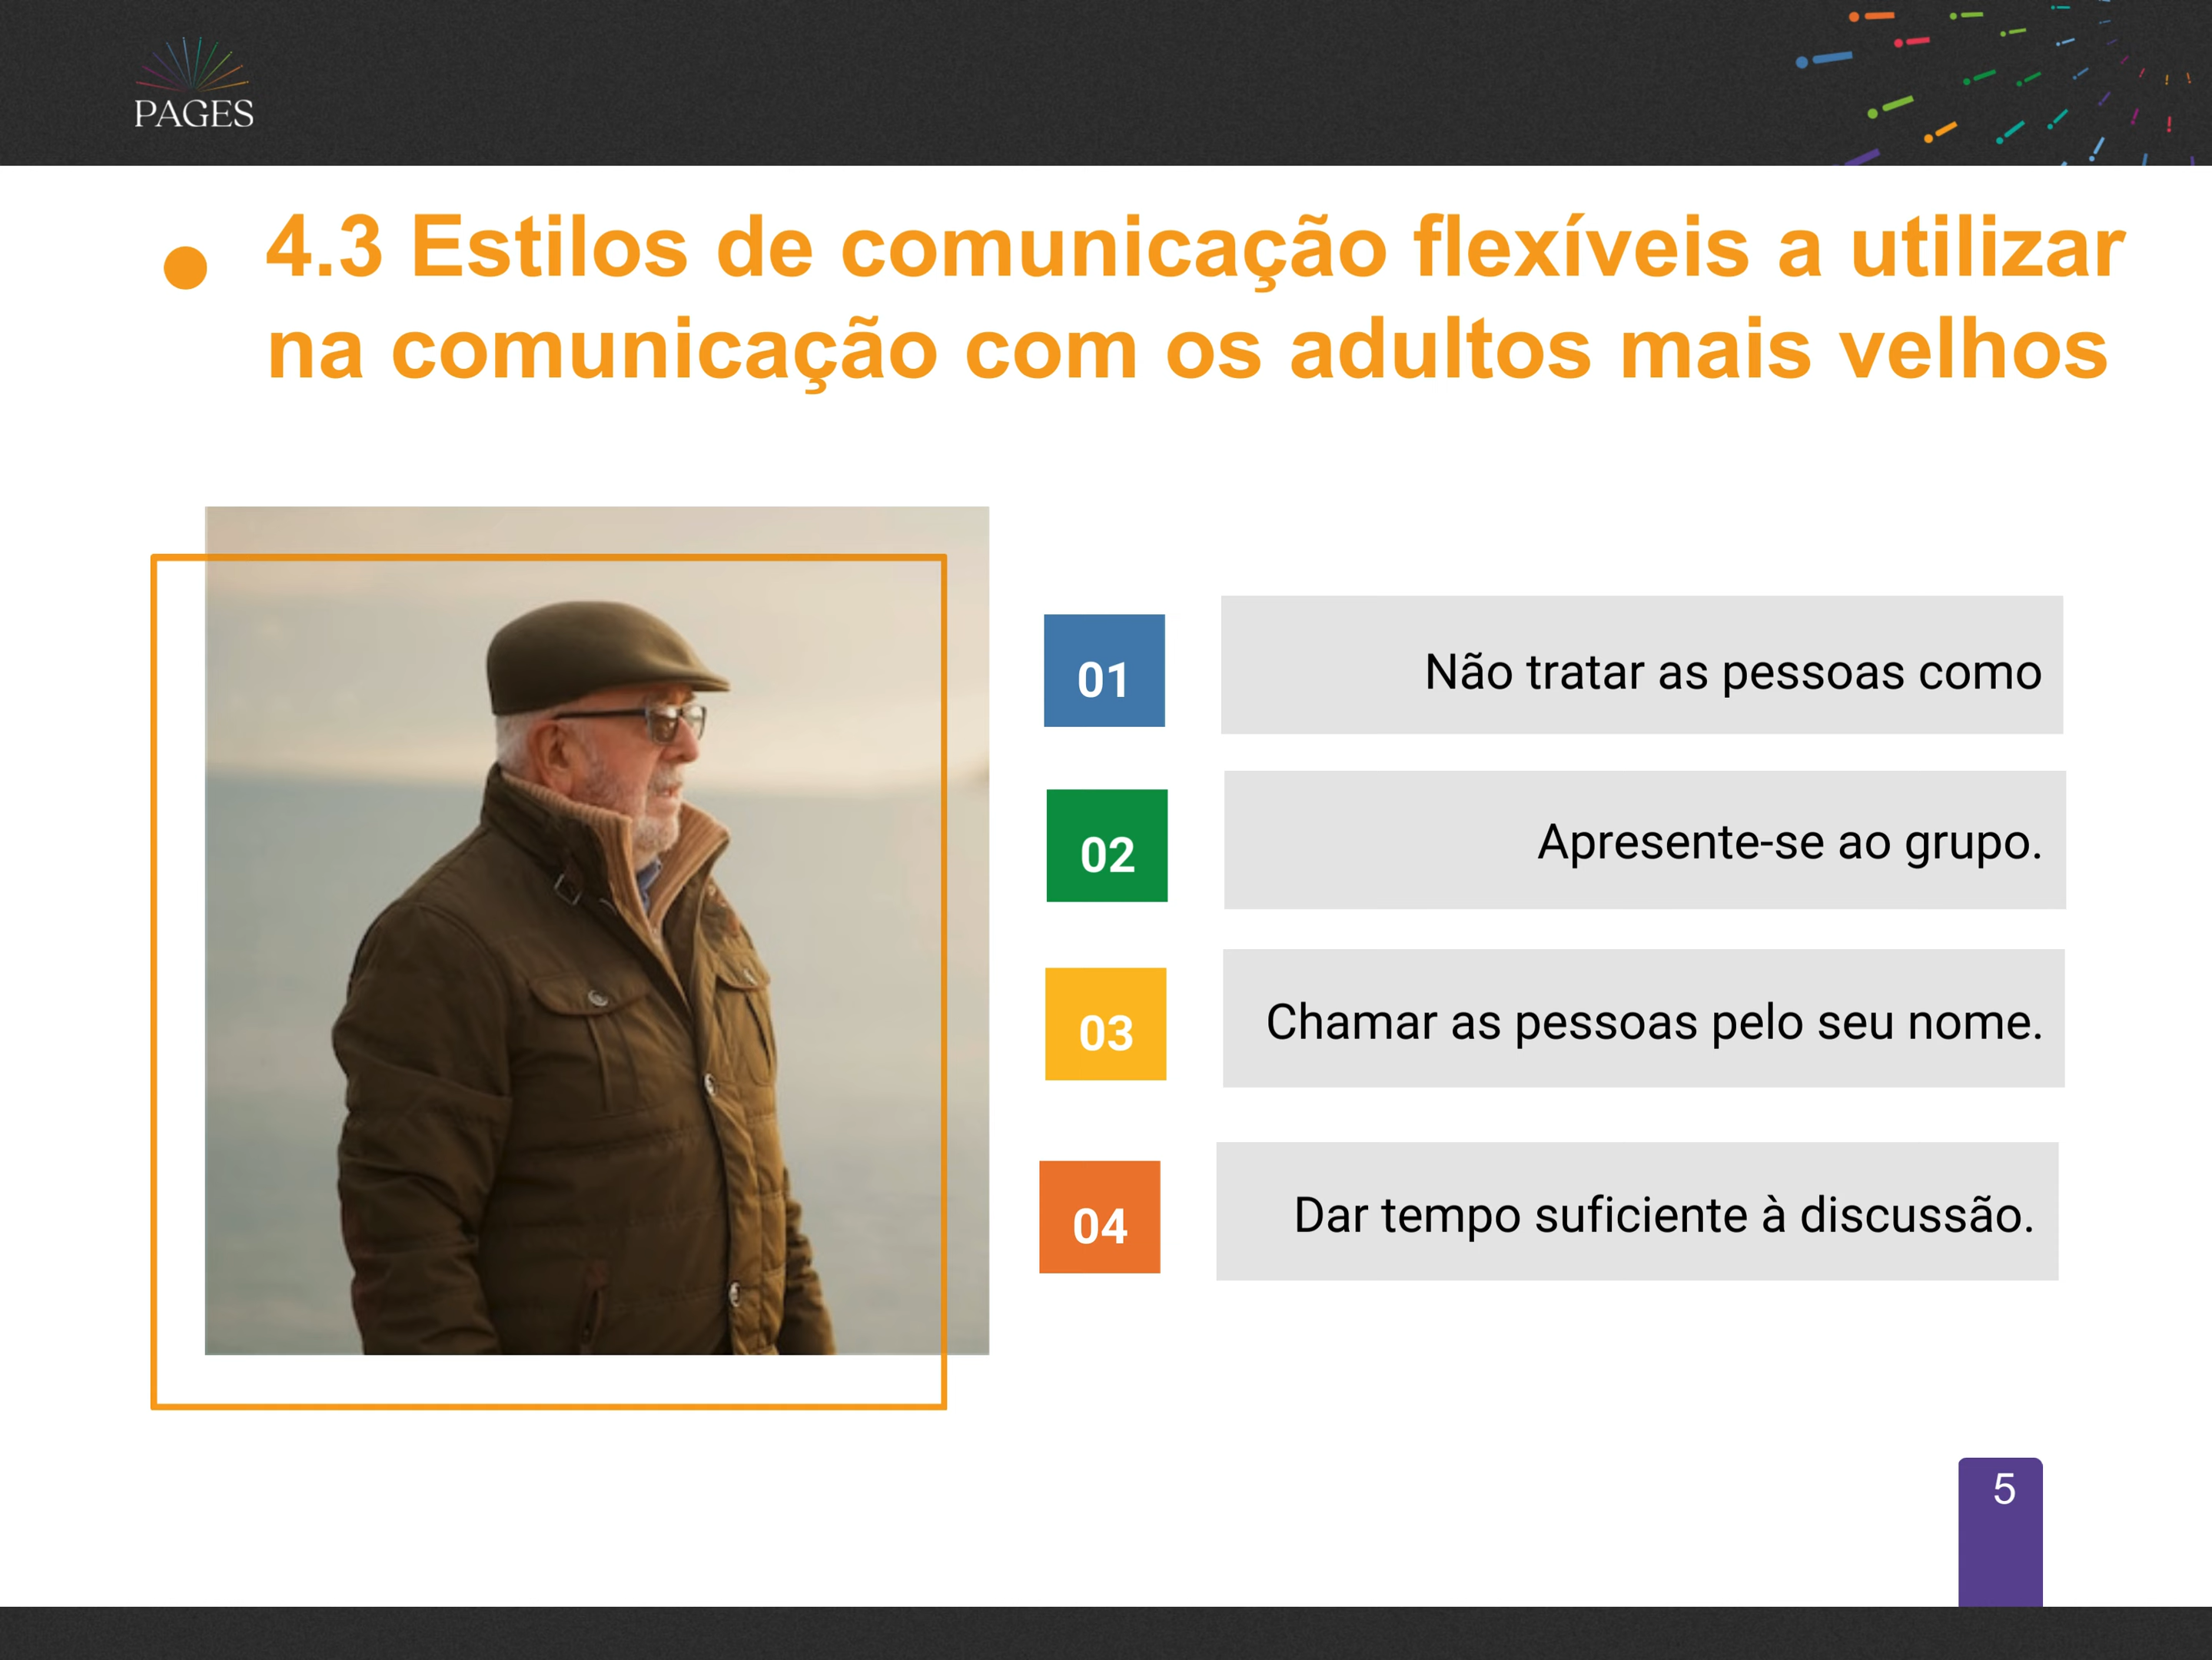 PAGES
4.3 Estilos de comunicação flexíveis a utilizar
na comunicação com os adultos mais velhos
01
Não tratar as pessoas como
02
Apresente-se ao grupo.
03
Chamar as pessoas pelo seu nome.
04
Dar tempo suficiente à discussão.
5